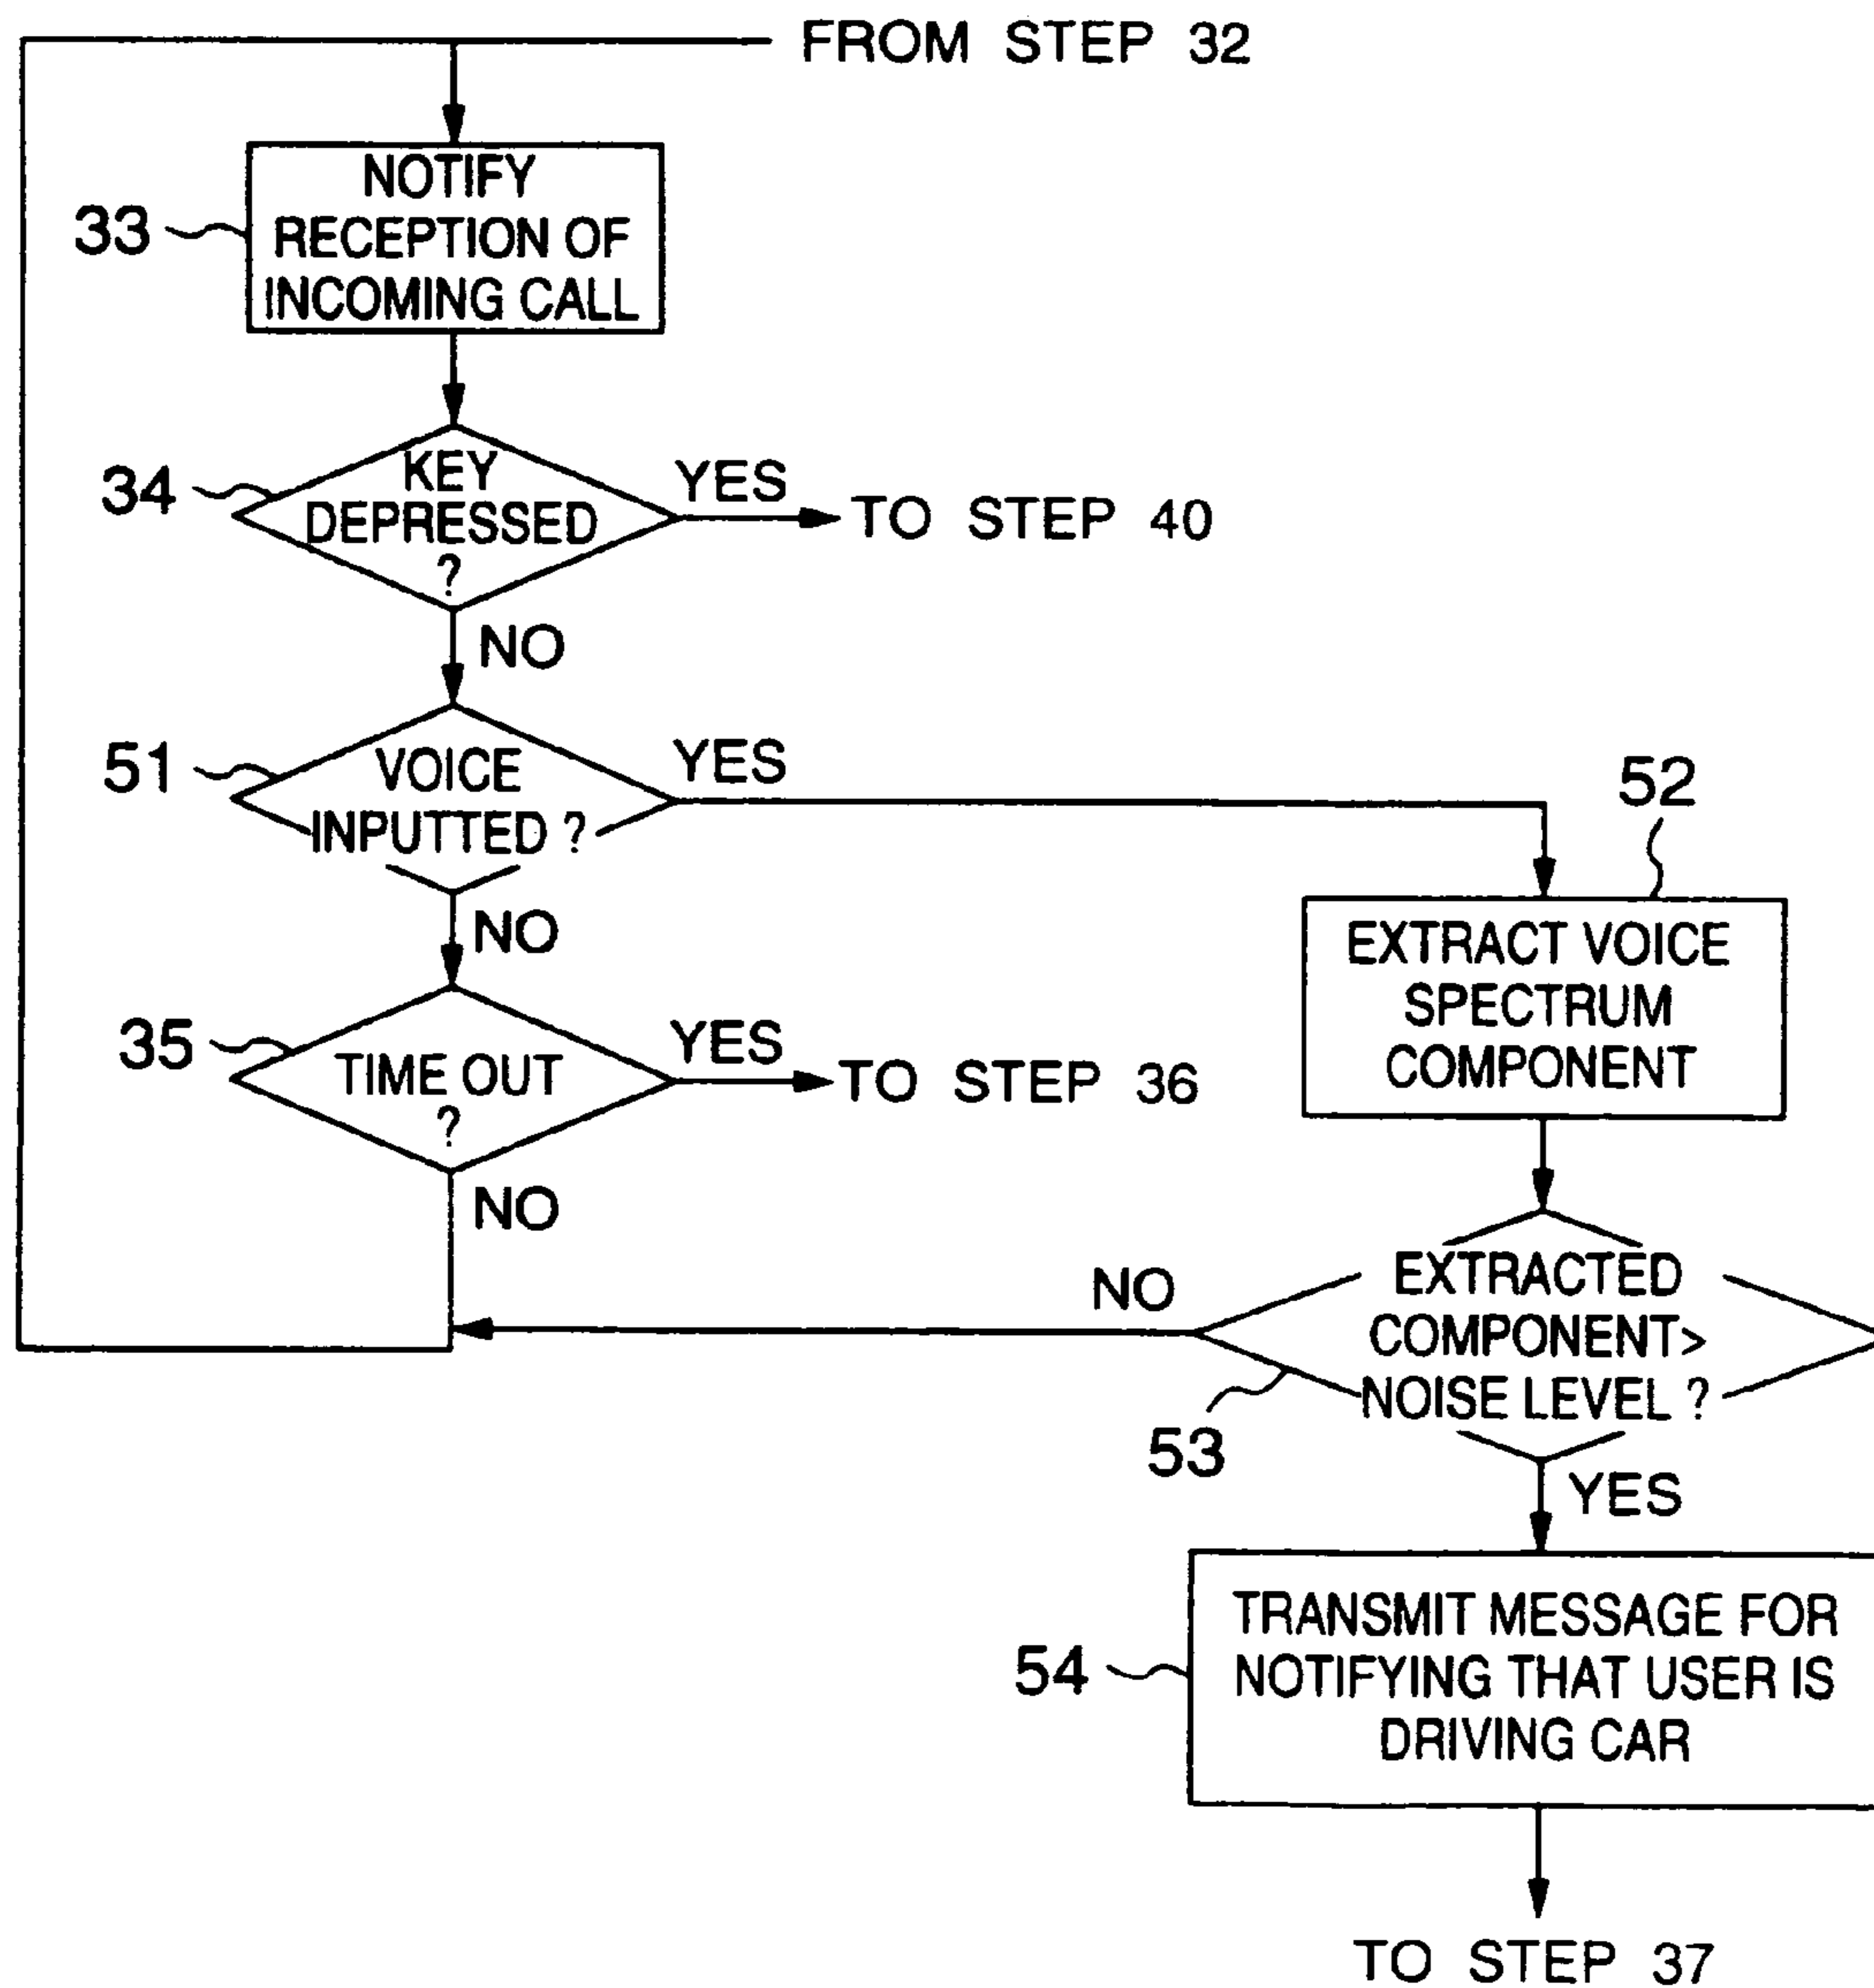 FROM STEP 32
33
NOTIFY
RECEPTION OF
INCOMING CALL
34
KEY
DEPRESSED
?
YES
TO STEP 40
NO
51
VOICE
INPUTTED ?
YES
NO
52
EXTRACT VOICE
SPECTRUM
COMPONENT
35
TIME OUT
?
YES
TO STEP 36
NO
EXTRACTED
COMPONENT>
NOISE LEVEL ?
NO
53
YES
54
TRANSMIT MESSAGE FOR
NOTIFYING THAT USER IS
DRIVING CAR
TO STEP 37